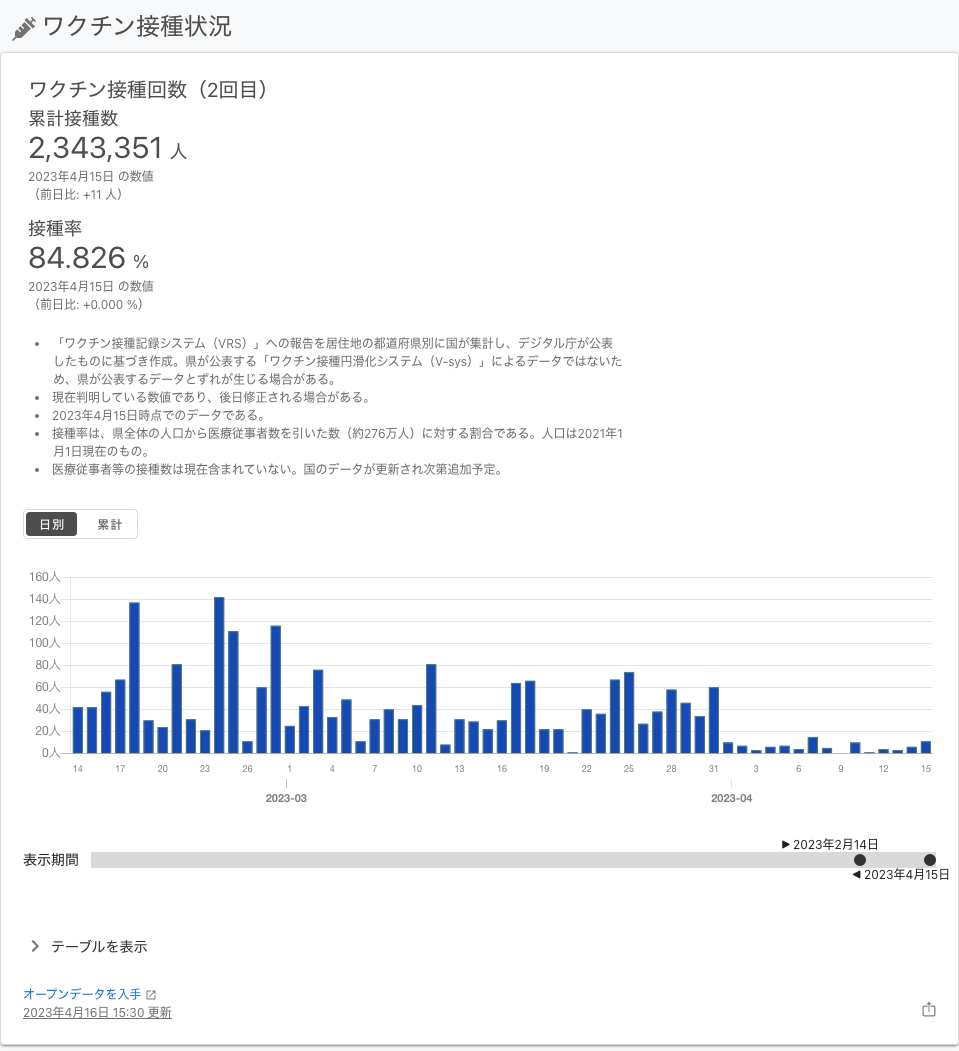 ワクチン接種状況
ワクチン接種回数（2回目）
累計接種数
2,343,351 人
2023年4月15日 の数値
（前日比: +11 人）
接種率
84.826 %
2023年4月15日 の数値
（前日比: +0.000 %）
• 「ワクチン接種記録システム（VRS）」への報告を居住地の都道府県別に国が集計し、デジタル庁が公表
したものに基づき作成。県が公表する「ワクチン接種円滑化システム（V-sys）」によるデータではないた
め、県が公表するデータとずれが生じる場合がある。
• 現在判明している数値であり、後日修正される場合がある。
• 2023年4月15日時点でのデータである。
• 接種率は、県全体の人口から医療従事者数を引いた数（約276万人）に対する割合である。人口は2021年1
月1日現在のもの。
• 医療従事者等の接種数は現在含まれていない。国のデータが更新され次第追加予定。
日別 累計
160人
140人
120人
100人
80人
60人
40人
20人
0人
14 17 20 23 26 1 4 7 10 13 16 19 22 25 28 31 3 6 9 12 15
2023-03 2023-04
2023年2月14日
表示期間
2023年4月15日
テーブルを表示
オープンデータを入手
2023年4月16日 15:30 更新